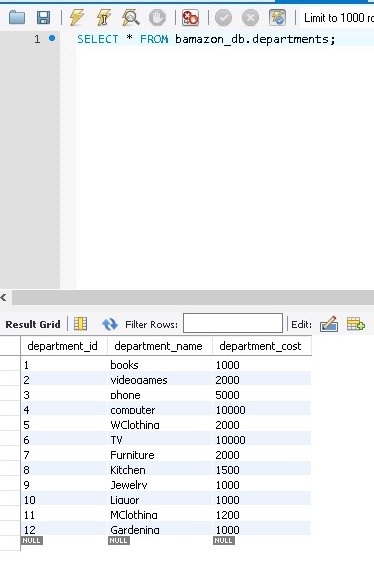 Limit to 1000 ro
1 SELECT * FROM bamazon_db.departments;
Result Grid Filter Rows: Edit:
department_id department_name department_cost
1 books 1000
2 videogames 2000
3 phone 5000
4 computer 10000
5 WClothing 2000
6 TV 10000
7 Furniture 2000
8 Kitchen 1500
9 Jewelry 1000
10 Liquor 1000
11 MClothing 1200
12 Gardening 1000
NULL NULL NULL